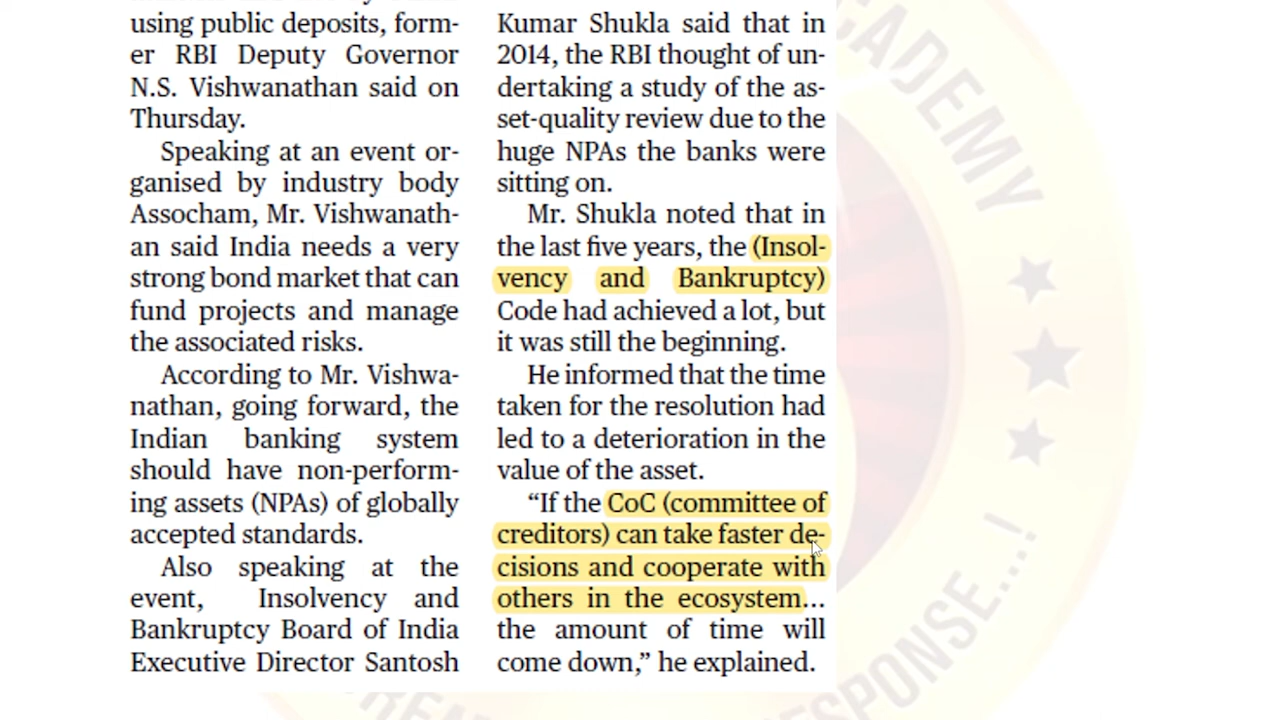 using public deposits, form-
er RBI Deputy Governor
N.S. Vishwanathan said on
Thursday.
Speaking at an event or-
ganised by industry body
Assocham, Mr. Vishwanath-
an said India needs a very
strong bond market that can
fund projects and manage
the associated risks.
According to Mr. Vishwa-
nathan, going forward, the
Indian banking system
should have non-perform-
ing assets (NPAs) of globally
accepted standards.
Also speaking at the
event, Insolvency and
Bankruptcy Board of India
Executive Director Santosh
Kumar Shukla said that in
2014, the RBI thought of un-
dertaking a study of the as-
set-quality review due to the
huge NPAs the banks were
sitting on.
Mr. Shukla noted that in
the last five years, the (Insol-
vency and Bankruptcy)
Code had achieved a lot, but
it was still the beginning.
He informed that the time
taken for the resolution had
led to a deterioration in the
value of the asset.
“If the CoC (committee of
creditors) can take faster de-
cisions and cooperate with
others in the ecosystem...
the amount of time will
come down,” he explained.